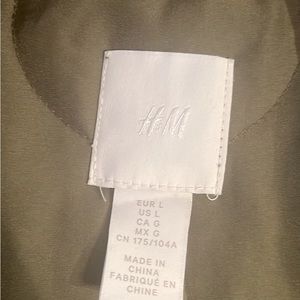 H&M
EUR L
US L
CA G
MX G
CN 175/104A
MADE IN
CHINA
FABRIQUÉ EN
CHINE